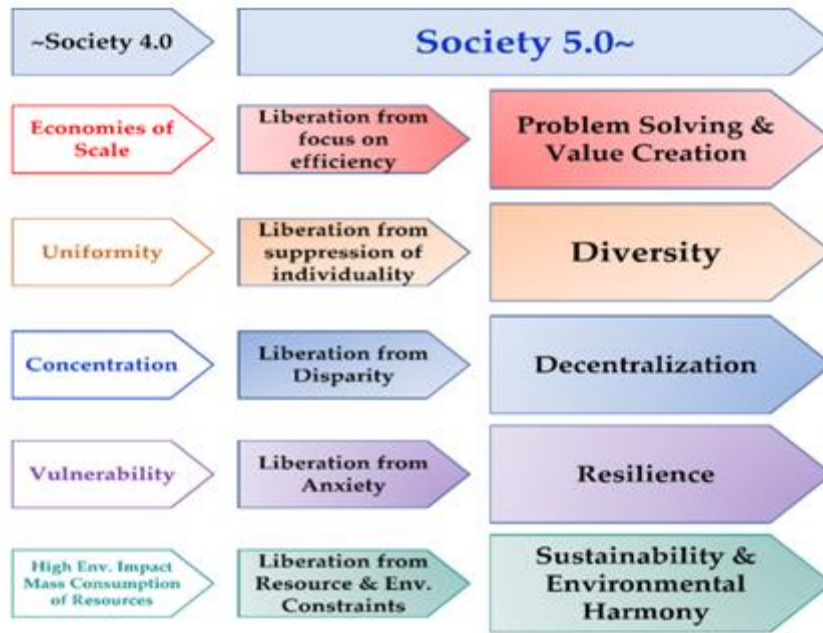 ~Society 4.0
Society 5.0~
Economies of
Scale
Liberation from
focus on
efficiency
Problem Solving &
Value Creation
Uniformity
Liberation from
suppression of
individuality
Diversity
Concentration
Liberation from
Disparity
Decentralization
Vulnerability
Liberation from
Anxiety
Resilience
High Env. Impact
Mass Consumption
of Resources
Liberation from
Resource & Env.
Constraints
Sustainability &
Environmental
Harmony